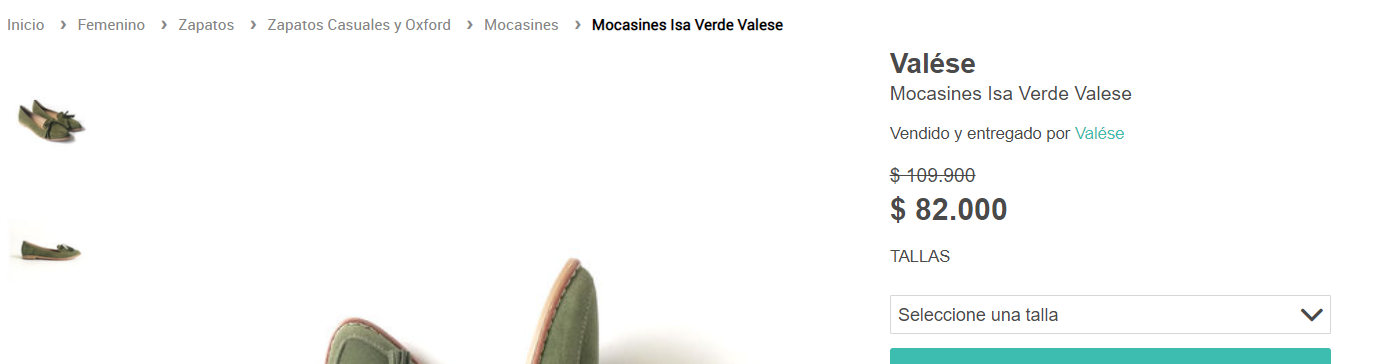 Inicio › Femenino › Zapatos › Zapatos Casuales y Oxford › Mocasines › Mocasines Isa Verde Valese
Valése
Mocasines Isa Verde Valese
Vendido y entregado por Valése
$ 109.900
$ 82.000
TALLAS
Seleccione una talla